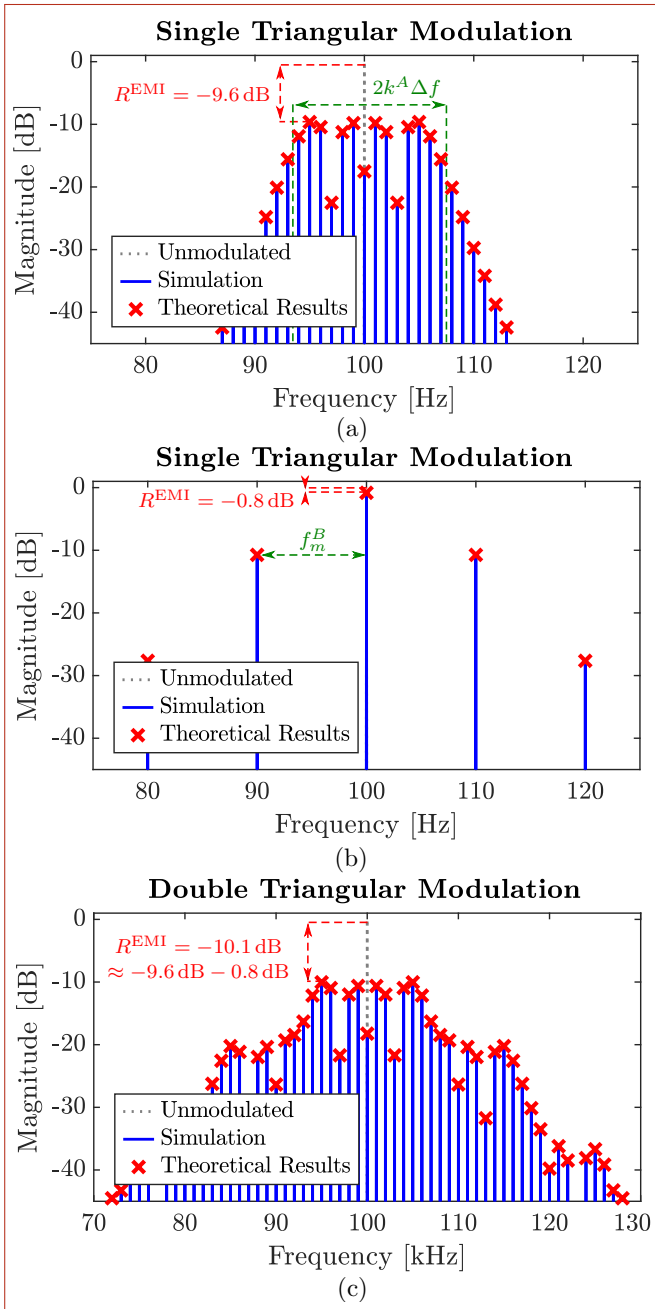 Single Triangular Modulation
0
-10
-20
-30
-40
Magnitude [dB]
R^EMI = −9.6 dB
2k^A Δf
Unmodulated
Simulation
Theoretical Results
80
90
100
110
120
Frequency [Hz]
(a)
Single Triangular Modulation
0
-10
-20
-30
-40
Magnitude [dB]
R^EMI = −0.8 dB
f_m^B
Unmodulated
Simulation
Theoretical Results
80
90
100
110
120
Frequency [Hz]
(b)
Double Triangular Modulation
0
-10
-20
-30
-40
Magnitude [dB]
R^EMI = −10.1 dB
≈ −9.6 dB − 0.8 dB
Unmodulated
Simulation
Theoretical Results
70
80
90
100
110
120
130
Frequency [kHz]
(c)